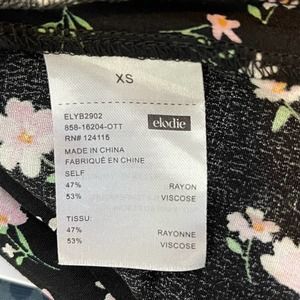 XS
ELYB2902
858-16204-OTT
elodie
RN# 124115
MADE IN CHINA
FABRIQUÉ EN CHINE
SELF
47% RAYON
53% VISCOSE
TISSU:
47% RAYONNE
53% VISCOSE